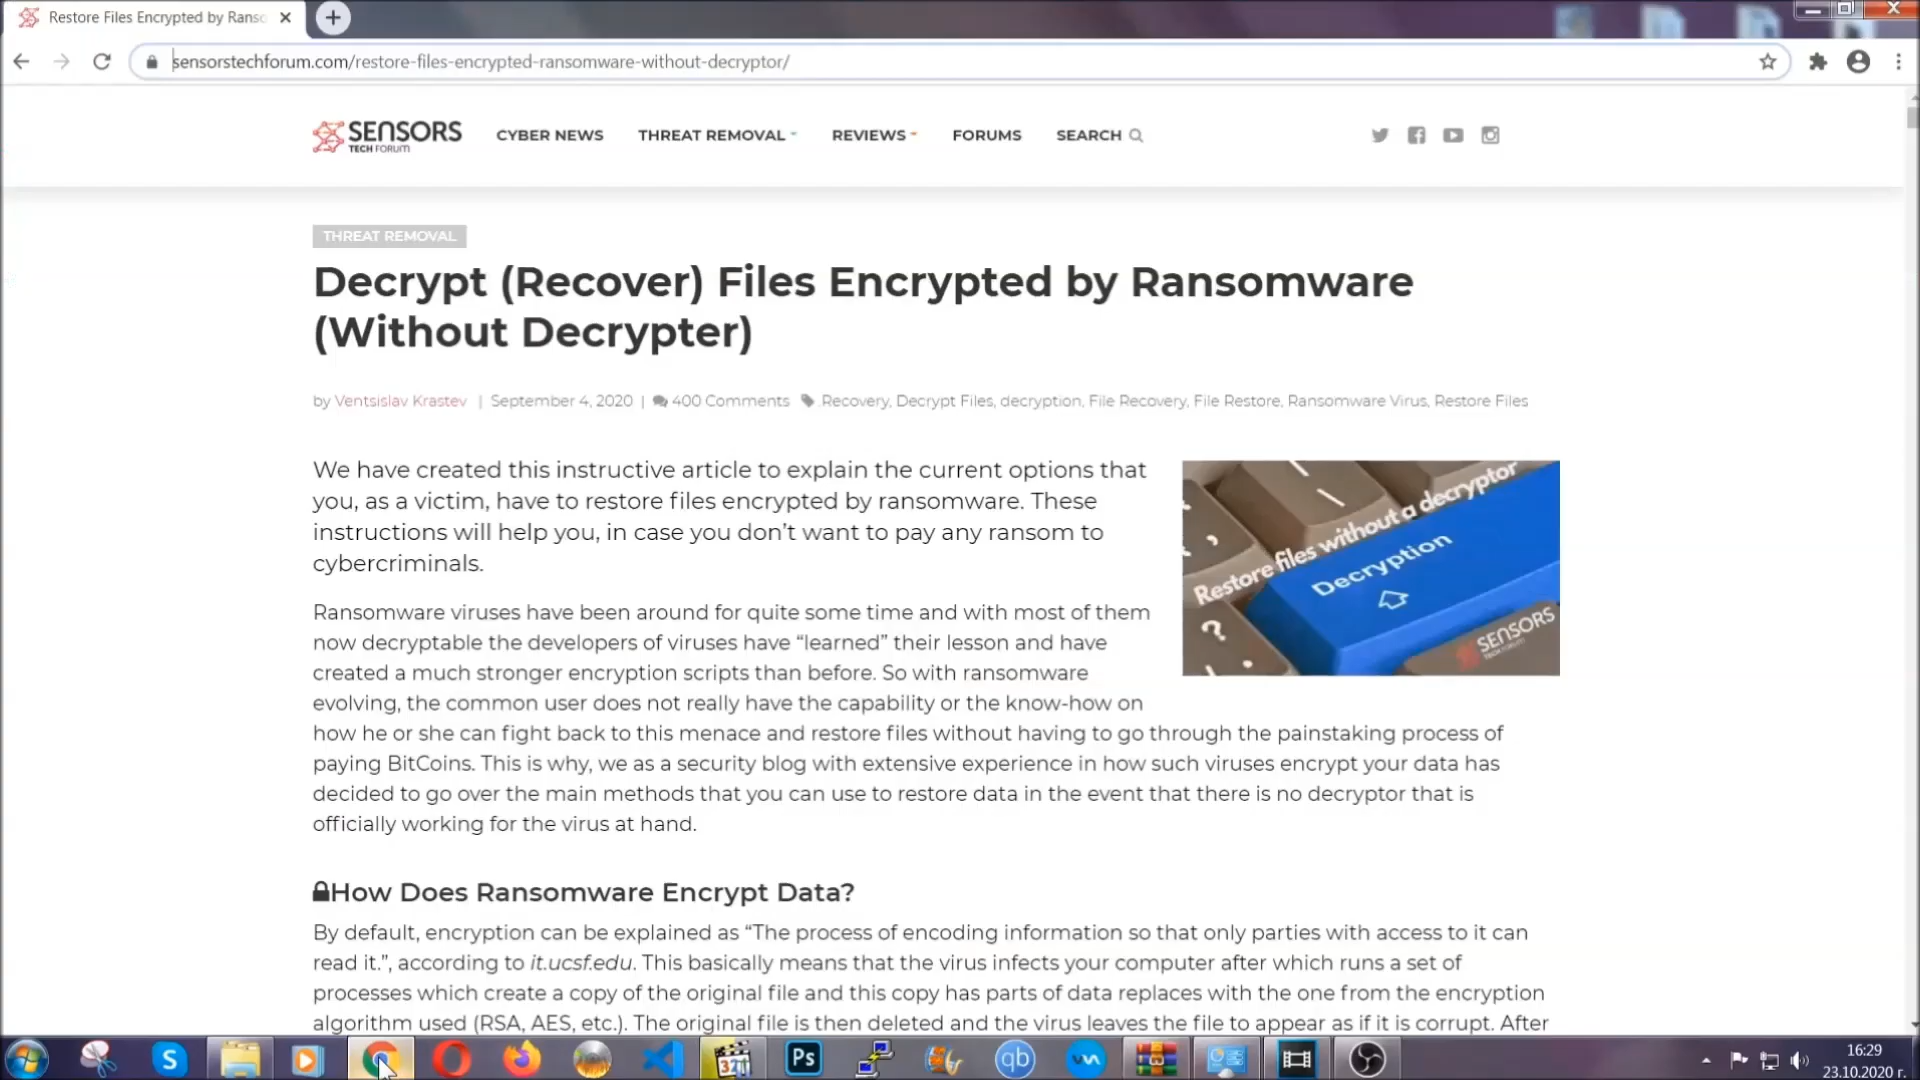 Restore Files Encrypted by Ranso
sensorstechforum.com/restore-files-encrypted-ransomware-without-decryptor/
SENSORS
TECH FORUM
CYBER NEWS THREAT REMOVAL REVIEWS FORUMS SEARCH
THREAT REMOVAL
Decrypt (Recover) Files Encrypted by Ransomware
(Without Decrypter)
by Ventsislav Krastev | September 4, 2020 | 400 Comments .Recovery, Decrypt Files, decryption, File Recovery, File Restore, Ransomware Virus, Restore Files
We have created this instructive article to explain the current options that
you, as a victim, have to restore files encrypted by ransomware. These
instructions will help you, in case you don’t want to pay any ransom to
cybercriminals.
Restore files without a decryptor
Decryption
SENSORS
TECH FORUM
Ransomware viruses have been around for quite some time and with most of them
now decryptable the developers of viruses have “learned” their lesson and have
created a much stronger encryption scripts than before. So with ransomware
evolving, the common user does not really have the capability or the know-how on
how he or she can fight back to this menace and restore files without having to go through the painstaking process of
paying BitCoins. This is why, we as a security blog with extensive experience in how such viruses encrypt your data has
decided to go over the main methods that you can use to restore data in the event that there is no decryptor that is
officially working for the virus at hand.
How Does Ransomware Encrypt Data?
By default, encryption can be explained as “The process of encoding information so that only parties with access to it can
read it.”, according to it.ucsf.edu. This basically means that the virus infects your computer after which runs a set of
processes which create a copy of the original file and this copy has parts of data replaces with the one from the encryption
algorithm used (RSA, AES, etc.). The original file is then deleted and the virus leaves the file to appear as if it is corrupt. After
S
321
Ps
qb
16:29
23.10.2020 г.